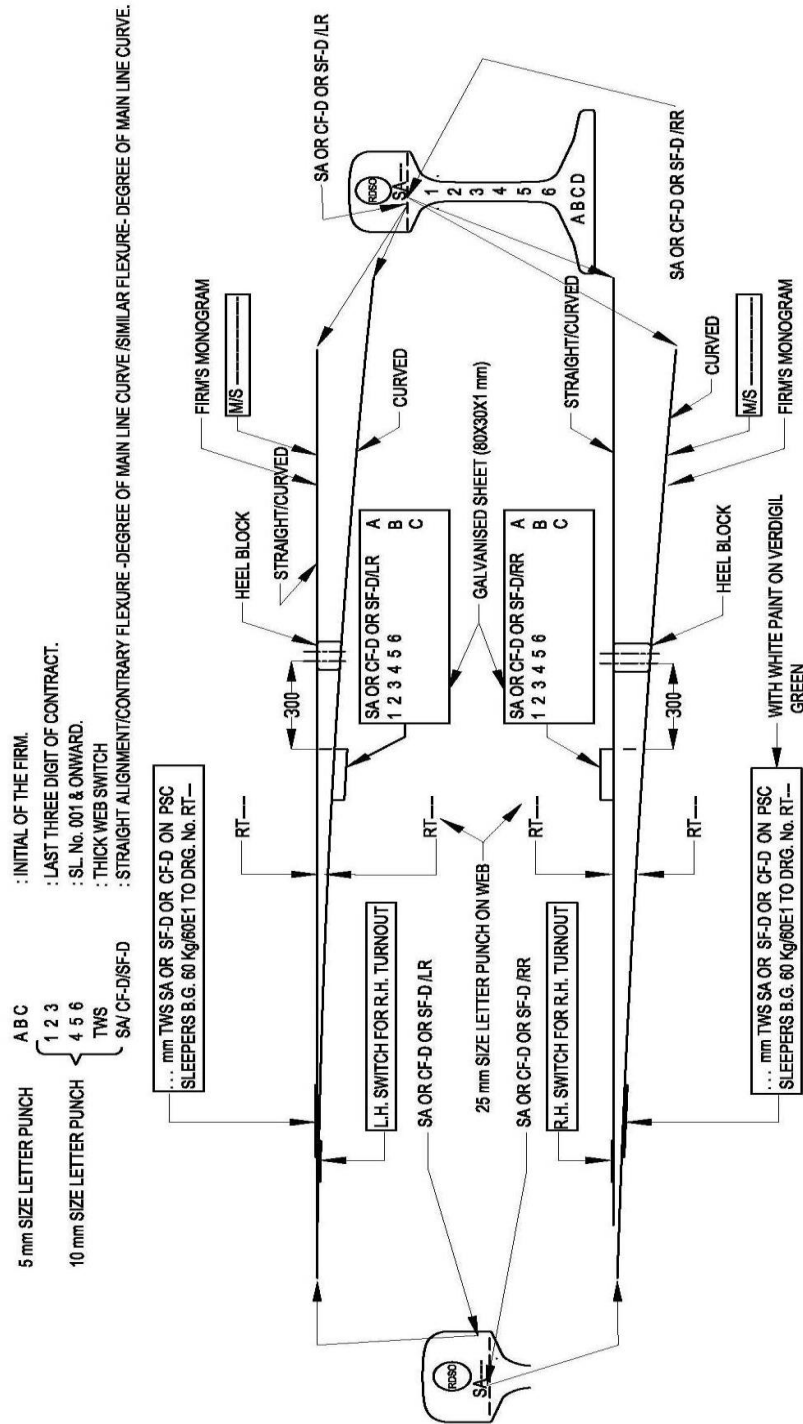 5 mm SIZE LETTER PUNCH A B C : INITIAL OF THE FIRM.
1 2 3 : LAST THREE DIGIT OF CONTRACT.
10 mm SIZE LETTER PUNCH 4 5 6 : SL. No. 001 & ONWARD.
TWS : THICK WEB SWITCH
SA/ CF-D/SF-D : STRAIGHT ALIGNMENT/CONTRARY FLEXURE -DEGREE OF MAIN LINE CURVE /SIMILAR FLEXURE- DEGREE OF MAIN LINE CURVE.
... mm TWS SA OR SF-D OR CF-D ON PSC
SLEEPERS B.G. 60 Kg/60E1 TO DRG. No. RT---
RT---
300
HEEL BLOCK
STRAIGHT/CURVED
FIRM'S MONOGRAM
M/S ------------
L.H. SWITCH FOR R.H. TURNOUT
RT---
SA OR CF-D OR SF-D/LR A
1 2 3 4 5 6 B
C
CURVED
SA OR CF-D OR SF-D /LR
RDSO
SA---
1
2
3
4
5
6
A B C D
SA OR CF-D OR SF-D /RR
RDSO
SA---
SA OR CF-D OR SF-D /LR
25 mm SIZE LETTER PUNCH ON WEB
GALVANISED SHEET (80X30X1 mm)
SA OR CF-D OR SF-D /RR
R.H. SWITCH FOR R.H. TURNOUT
RT---
SA OR CF-D OR SF-D/RR A
1 2 3 4 5 6 B
C
STRAIGHT/CURVED
RT---
300
HEEL BLOCK
CURVED
M/S ------------
FIRM'S MONOGRAM
... mm TWS SA OR SF-D OR CF-D ON PSC
SLEEPERS B.G. 60 Kg/60E1 TO DRG. No. RT---
WITH WHITE PAINT ON VERDIGIL
GREEN